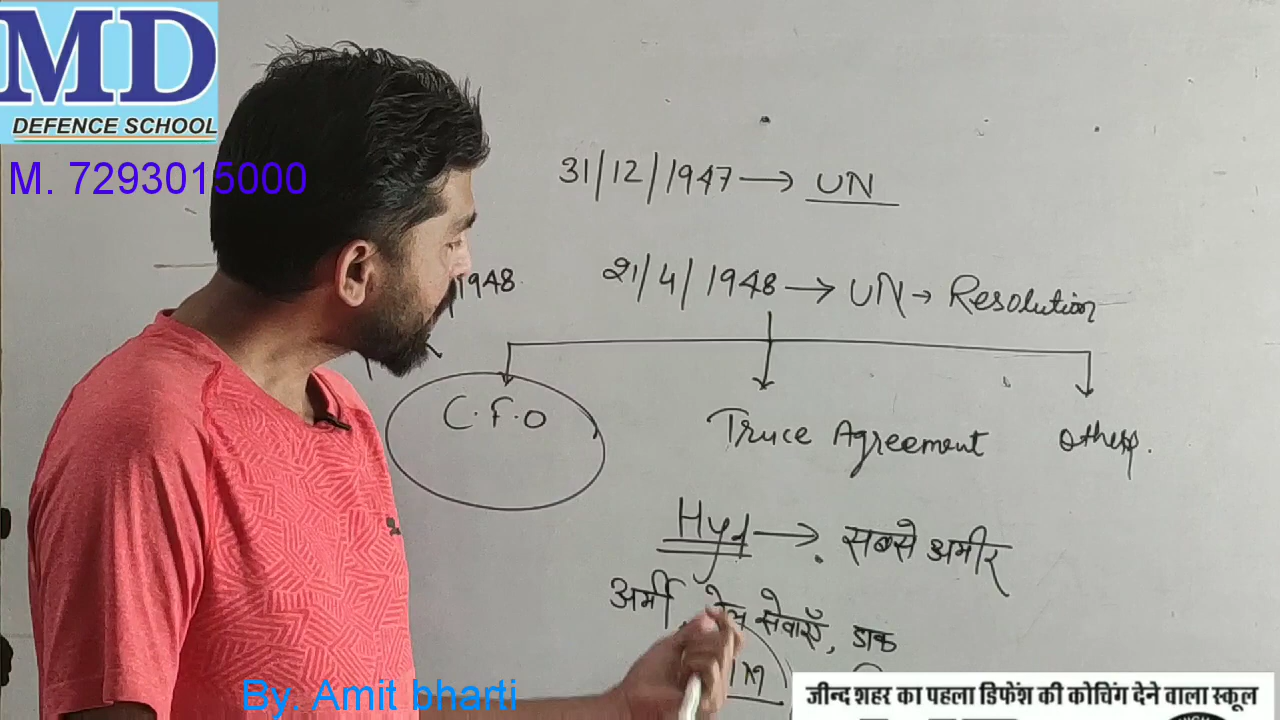 MD
DEFENCE SCHOOL
M. 7293015000
31/12/1947 → UN
1948
21/4/1948 → UN → Resolution
C.F.O
Truce Agreement
Hyd → सबसे अमीर
अर्मी, रेल सेवाएँ, डाक
By. Amit bharti
जीन्द शहर का पहला डिफेंश की कोचिंग देने वाला स्कूल